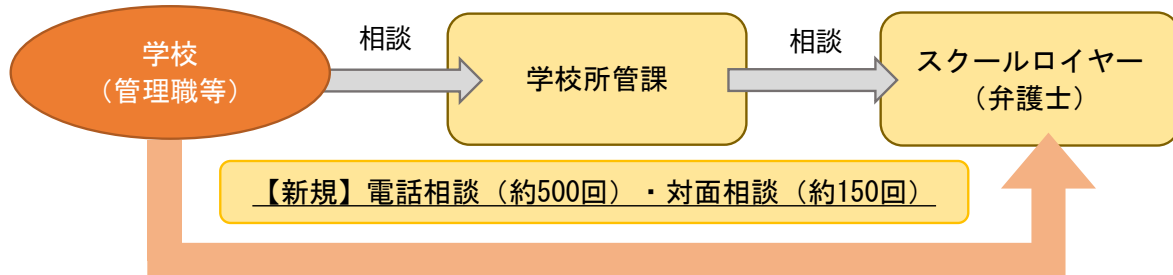 相談
相談
学校
（管理職等）
学校所管課
スクールロイヤー
（弁護士）
【新規】電話相談（約500回）・対面相談（約150回）